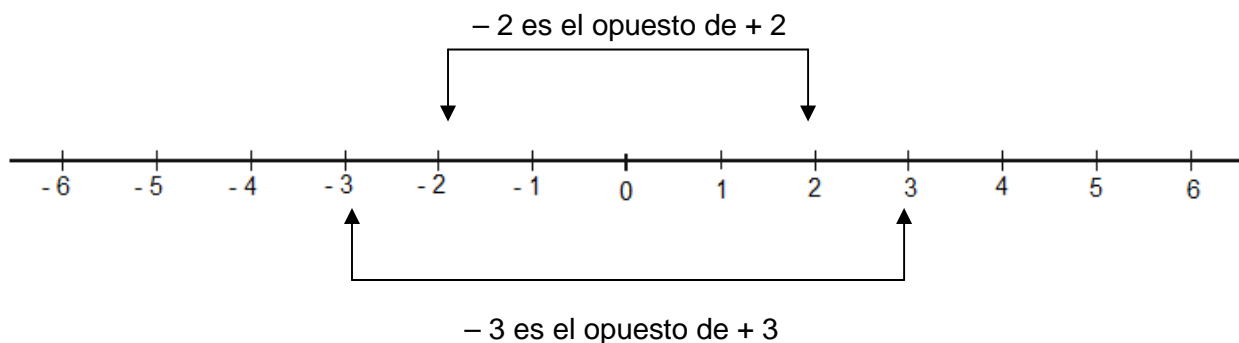 – 2 es el opuesto de + 2
- 6 - 5 - 4 - 3 - 2 - 1 0 1 2 3 4 5 6
– 3 es el opuesto de + 3